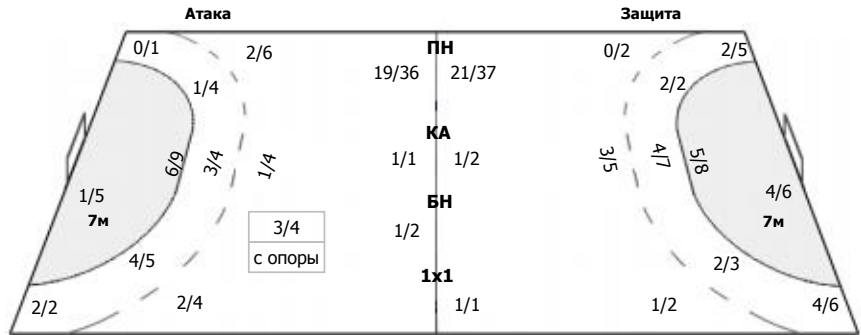 Атака Защита
0/1 2/6 ПН 0/2 2/5
19/36 21/37
1/4 2/2
КА
6/9 3/4 1/4 1/1 1/2 3/5 4/7 5/8
1/5 4/6
БН
7м 7м
3/4 1/2
с опоры
4/5 2/3
1x1
2/2 2/4 1/1 1/2 4/6